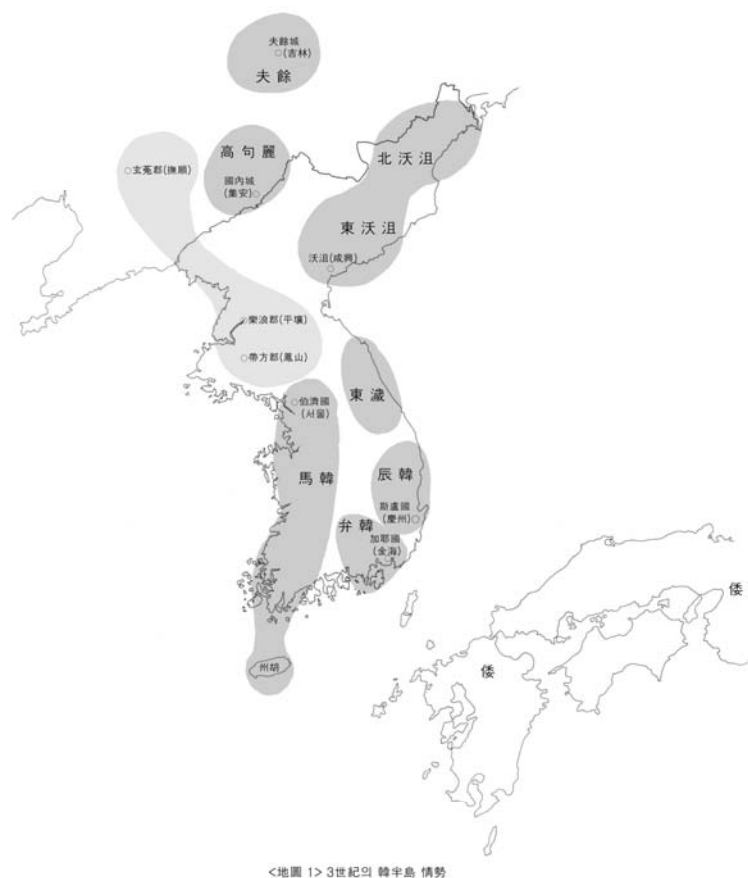 夫餘城
(吉林)
夫餘
高句麗
國內城
(集安)
玄菟郡(撫順)
北沃沮
東沃沮
沃沮(咸興)
樂浪郡(平壤)
帶方郡(鳳山)
伯濟國
(서울)
東濊
馬韓
辰韓
斯盧國
(慶州)
弁韓
加耶國
(金海)
州胡
倭
倭
<地圖 1> 3世紀의 韓半島 情勢